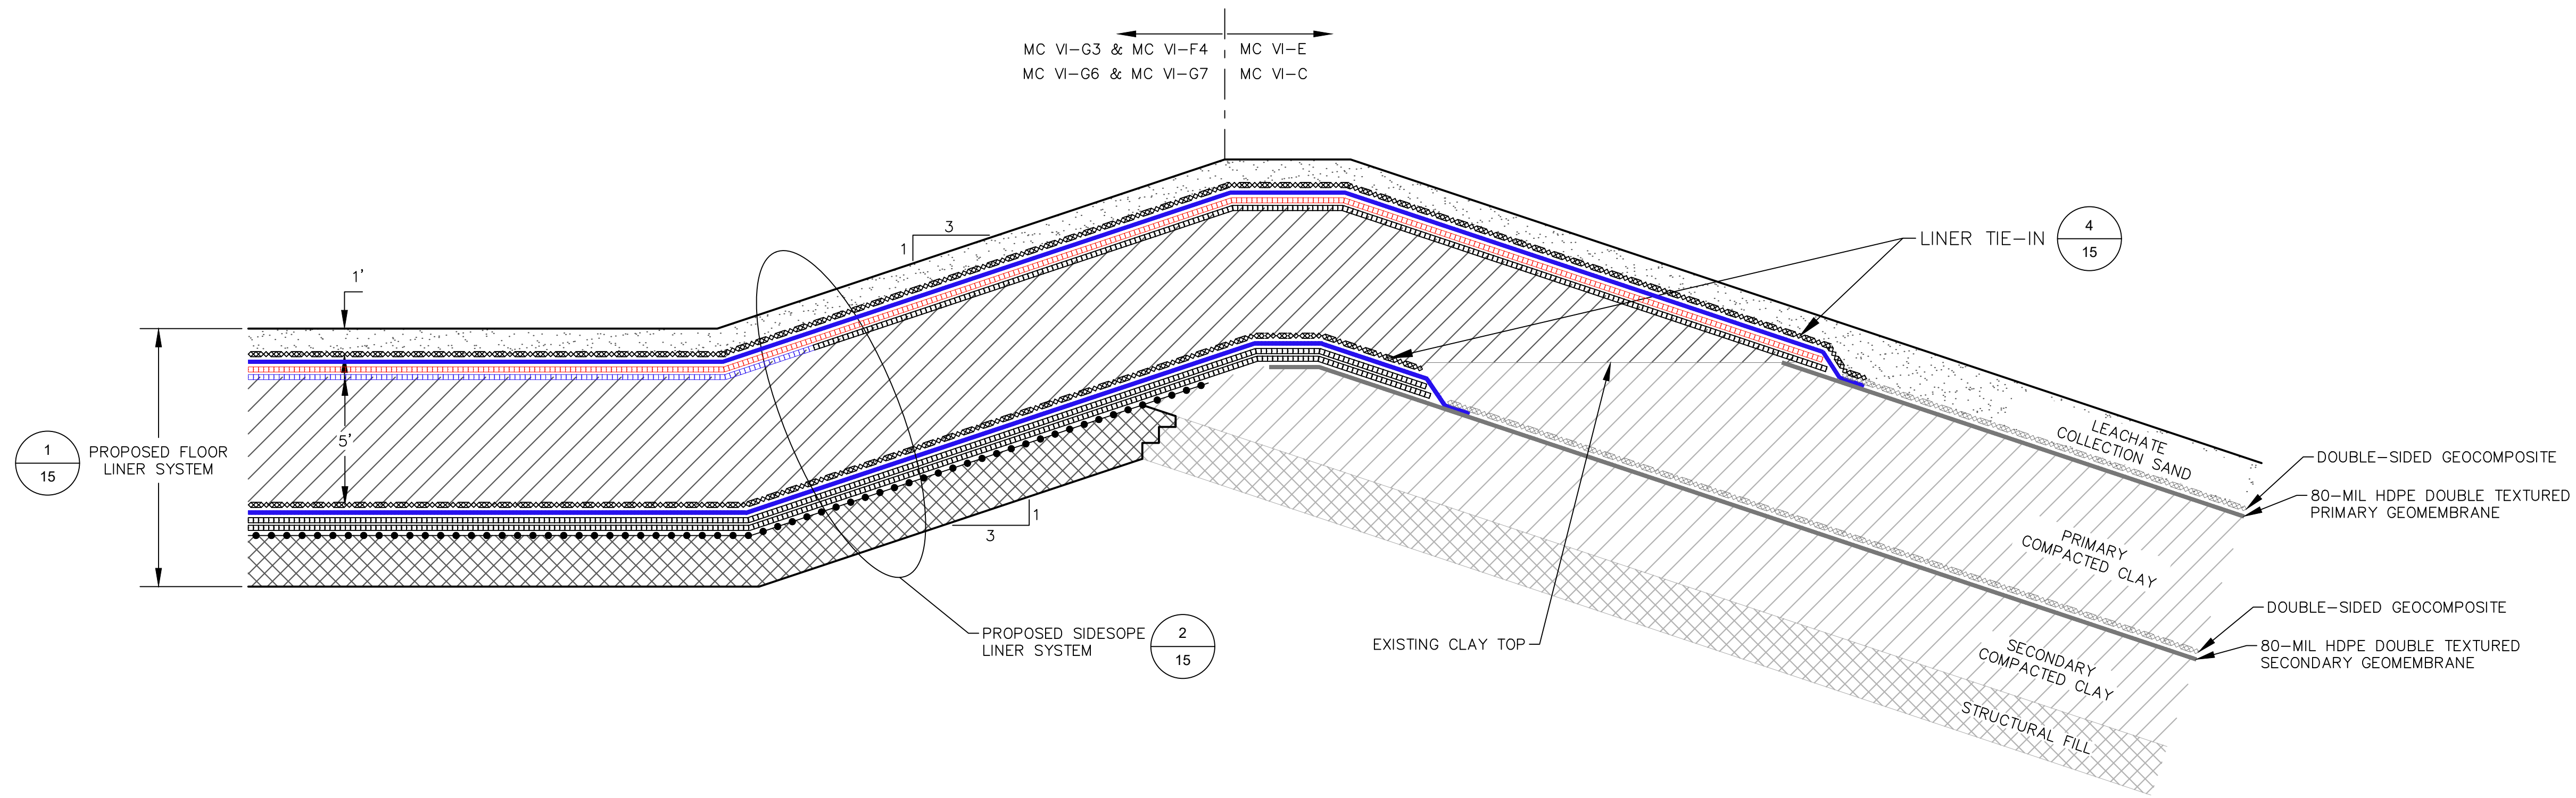 MC VI-G3 & MC VI-F4
MC VI-E
MC VI-G6 & MC VI-G7
MC VI-C
3
1
1'
LINER TIE-IN
4
15
5'
1
15
PROPOSED FLOOR
LINER SYSTEM
1
3
PROPOSED SIDESOPE
LINER SYSTEM
2
15
EXISTING CLAY TOP
LEACHATE
COLLECTION SAND
DOUBLE-SIDED GEOCOMPOSITE
80-MIL HDPE DOUBLE TEXTURED
PRIMARY GEOMEMBRANE
PRIMARY
COMPACTED CLAY
DOUBLE-SIDED GEOCOMPOSITE
80-MIL HDPE DOUBLE TEXTURED
SECONDARY GEOMEMBRANE
SECONDARY
COMPACTED CLAY
STRUCTURAL FILL